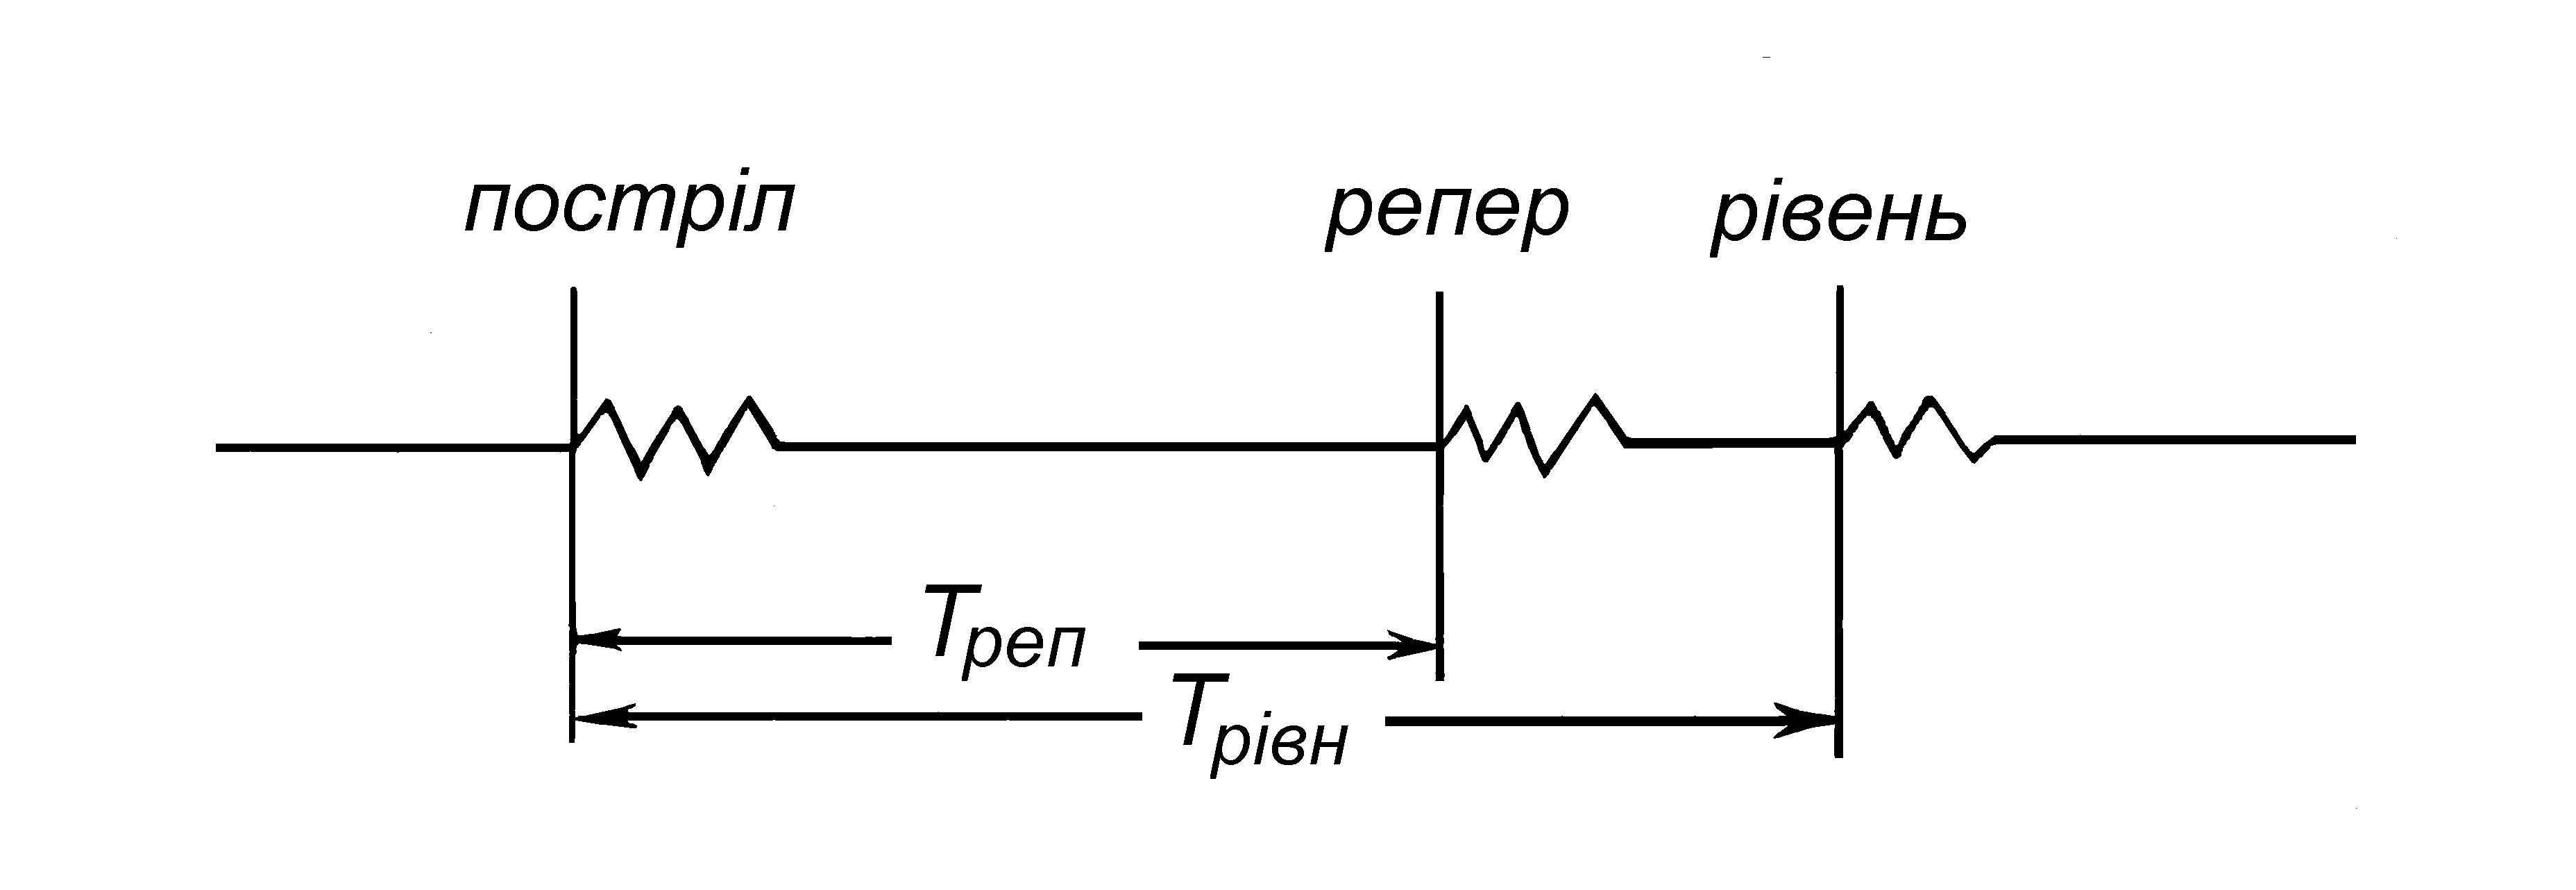 постріл репер рівень
Tреп
Tрівн